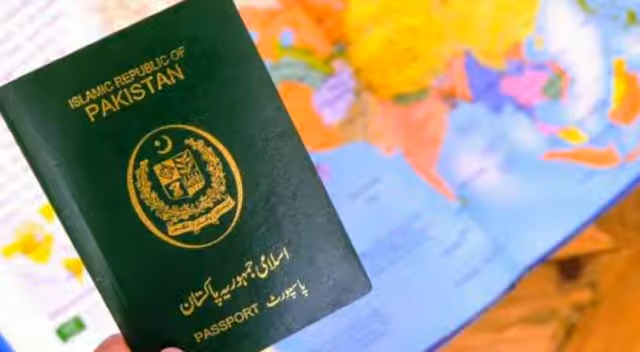 ISLAMIC REPUBLIC OF
PAKISTAN
اسلامی جمہوریہ پاکستان
PASSPORT پاسپورٹ